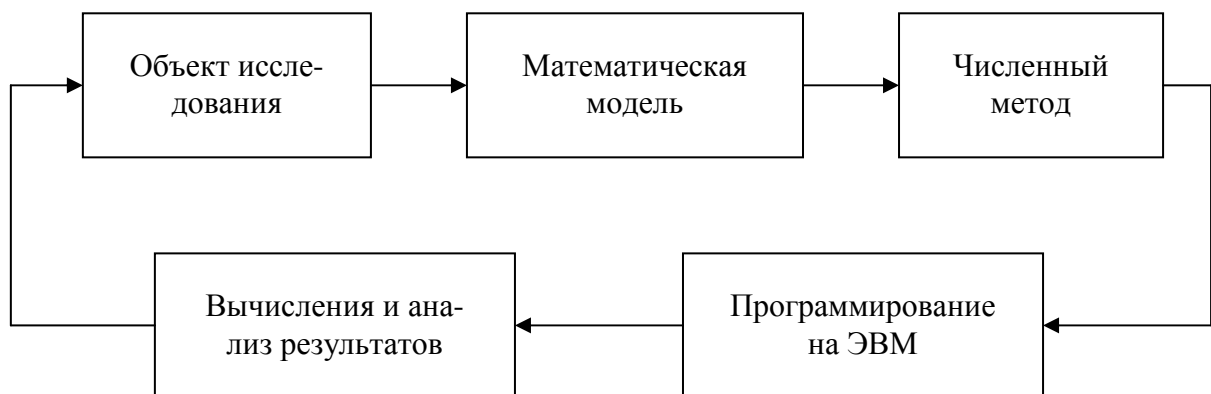 Объект иссле-
дования
Математическая
модель
Численный
метод
Программирование
на ЭВМ
Вычисления и ана-
лиз результатов